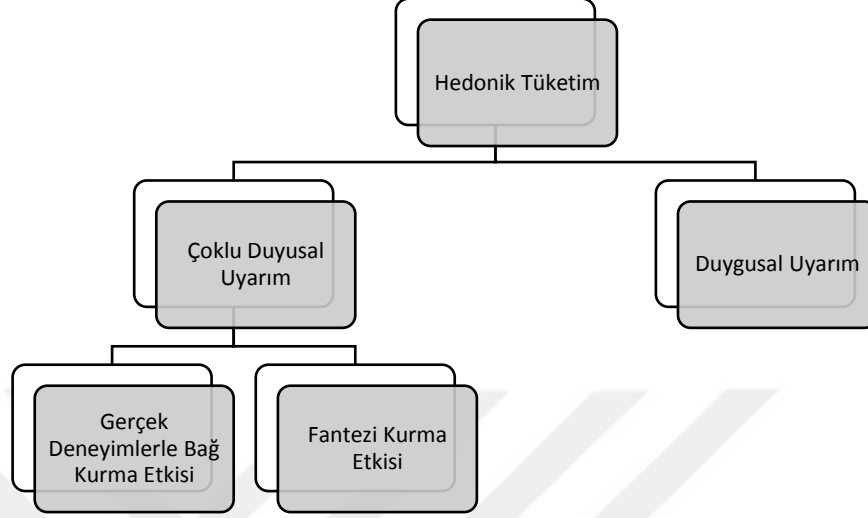 Hedonik Tüketim
Çoklu Duyusal
Uyarım
Duygusal Uyarım
Gerçek
Deneyimlerle Bağ
Kurma Etkisi
Fantezi Kurma
Etkisi